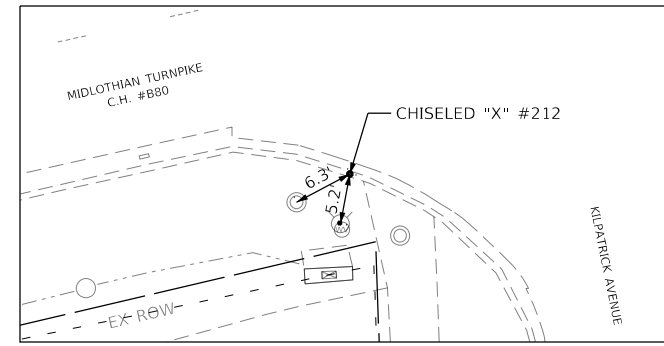 MIDLOTHIAN TURNPIKE
C.H. #B80
CHISELED "X" #212
6.3'
5.2'
KILPATRICK AVENUE
EX ROW